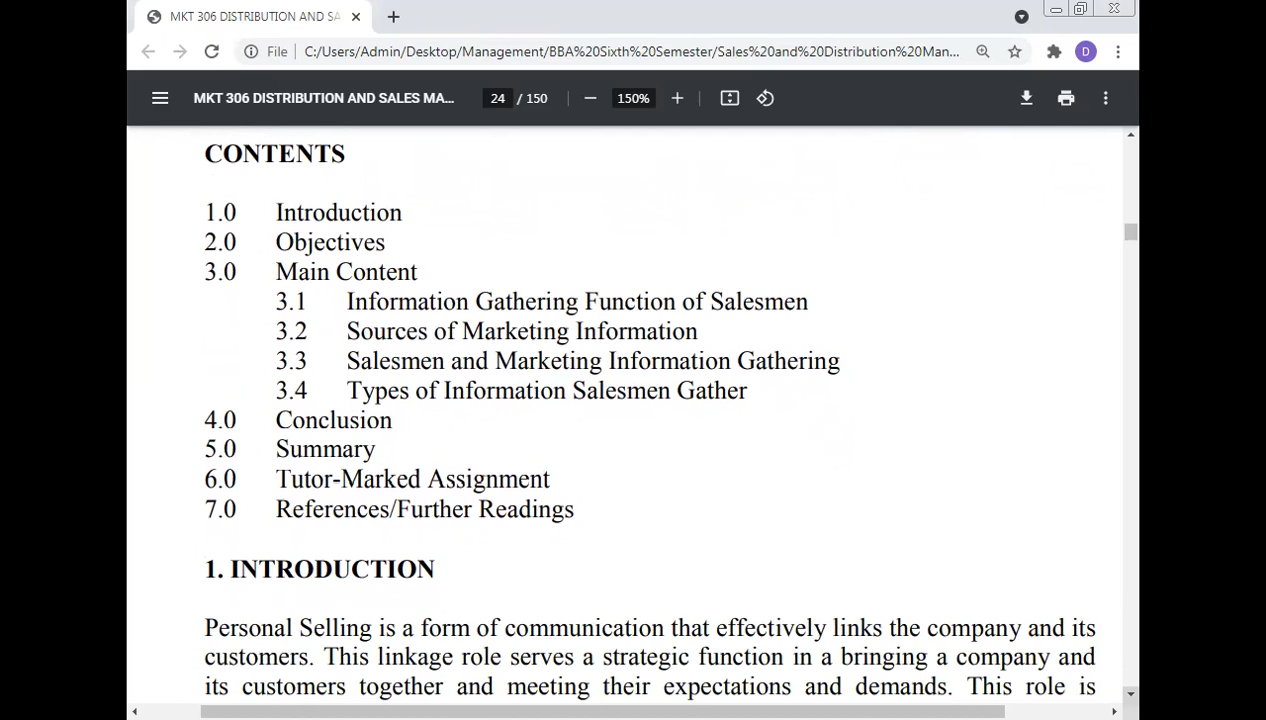 MKT 306 DISTRIBUTION AND SA
File C:/Users/Admin/Desktop/Management/BBA%20Sixth%20Semester/Sales%20and%20Distribution%20Man... D
MKT 306 DISTRIBUTION AND SALES MA... 24 / 150 150%
CONTENTS
1.0 Introduction
2.0 Objectives
3.0 Main Content
3.1 Information Gathering Function of Salesmen
3.2 Sources of Marketing Information
3.3 Salesmen and Marketing Information Gathering
3.4 Types of Information Salesmen Gather
4.0 Conclusion
5.0 Summary
6.0 Tutor-Marked Assignment
7.0 References/Further Readings
1. INTRODUCTION
Personal Selling is a form of communication that effectively links the company and its
customers. This linkage role serves a strategic function in a bringing a company and
its customers together and meeting their expectations and demands. This role is